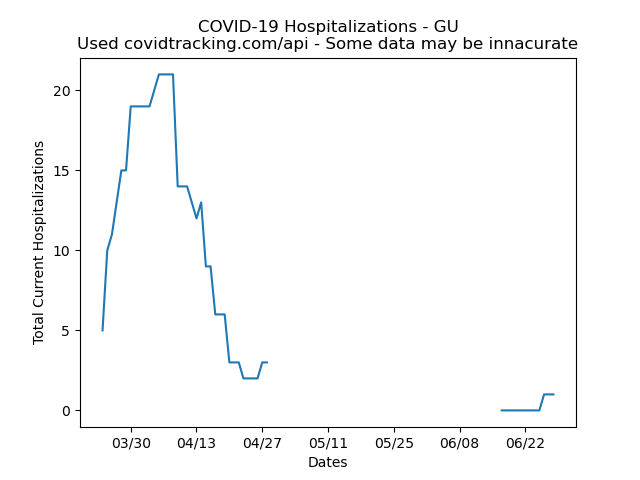 COVID-19 Hospitalizations - GU
Used covidtracking.com/api - Some data may be innacurate
Total Current Hospitalizations
20
15
10
5
0
03/30 04/13 04/27 05/11 05/25 06/08 06/22
Dates